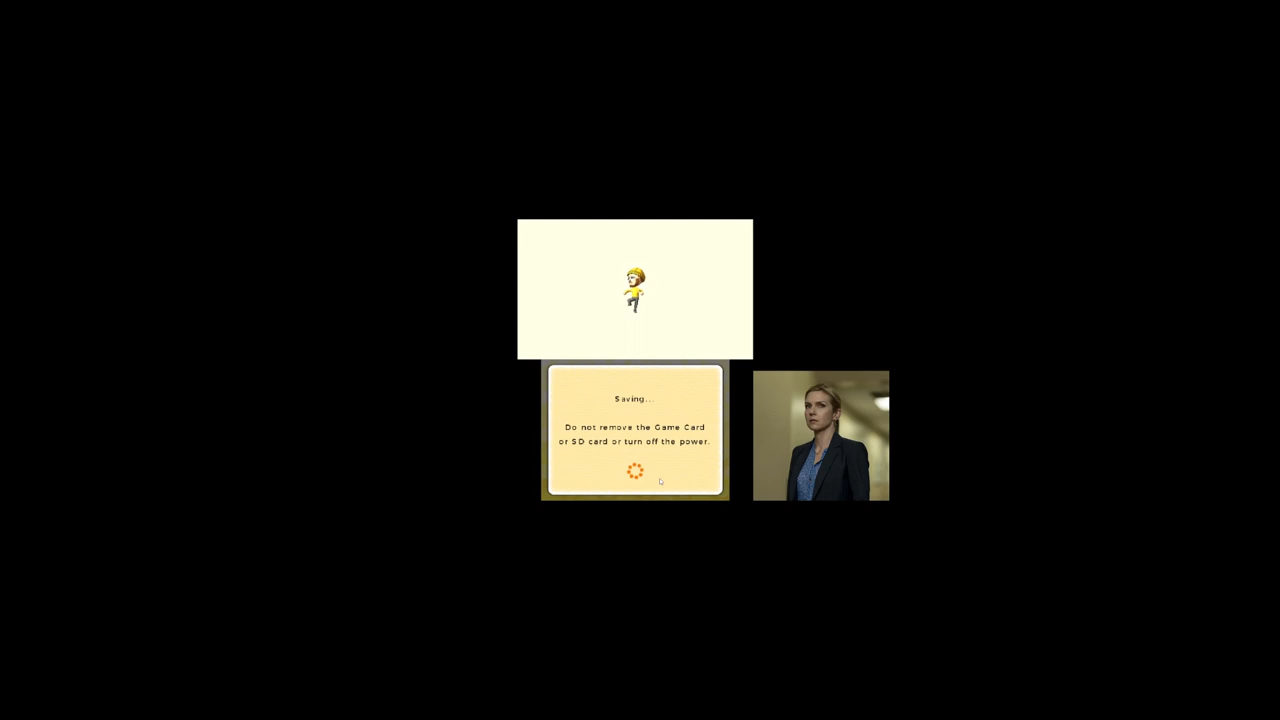 Saving...
Do not remove the Game Card
or SD card or turn off the power.